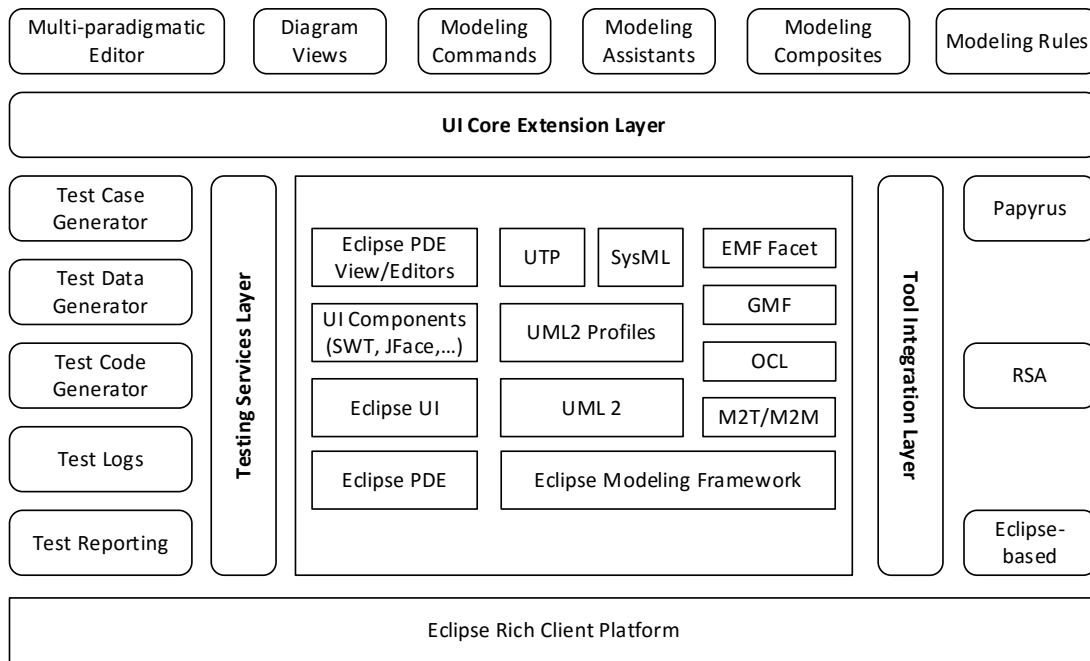 Multi-paradigmatic
Editor
Diagram
Views
Modeling
Commands
Modeling
Assistants
Modeling
Composites
Modeling Rules
UI Core Extension Layer
Test Case
Generator
Test Data
Generator
Test Code
Generator
Test Logs
Test Reporting
Testing Services Layer
Eclipse PDE
View/Editors
UI Components
(SWT, JFace,...)
Eclipse UI
Eclipse PDE
UTP
SysML
UML2 Profiles
UML 2
Eclipse Modeling Framework
EMF Facet
GMF
OCL
M2T/M2M
Tool Integration Layer
Papyrus
RSA
Eclipse-
based
Eclipse Rich Client Platform